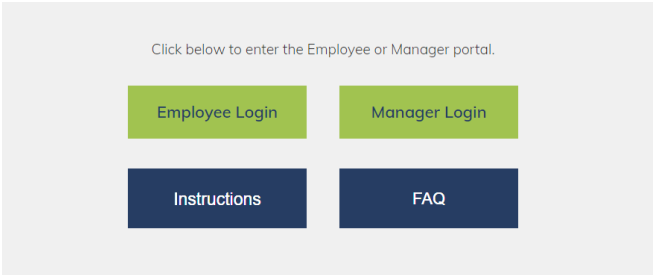 Click below to enter the Employee or Manager portal.
Employee Login
Manager Login
Instructions
FAQ